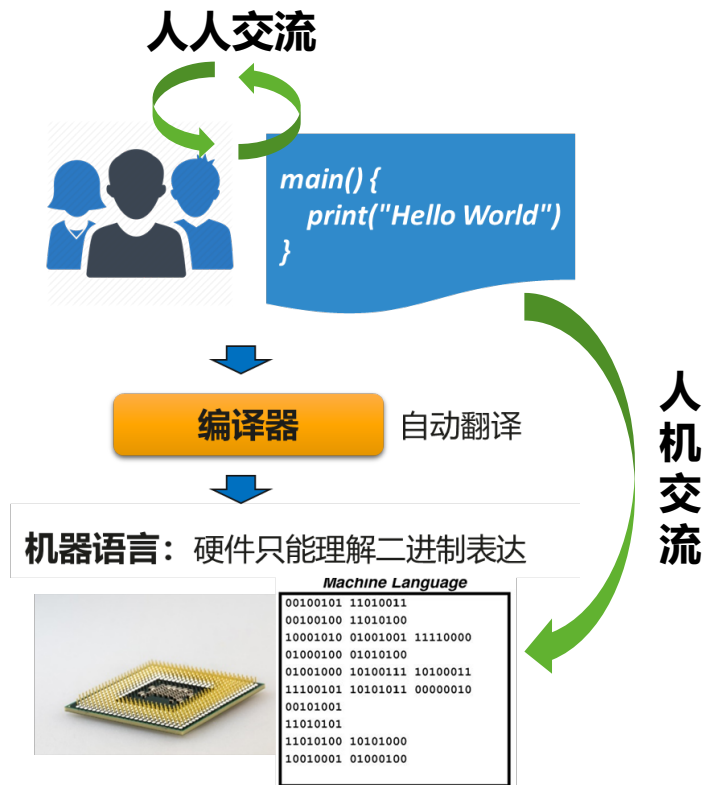 人人交流
main() {
print("Hello World")
}
编译器
自动翻译
人机交流
机器语言：硬件只能理解二进制表达
Machine Language
00100101 11010011
00100100 11010100
10001010 01001001 11110000
01000100 01010100
01001000 10100111 10100011
11100101 10101011 00000010
00101001
11010101
11010100 10101000
10010001 01000100